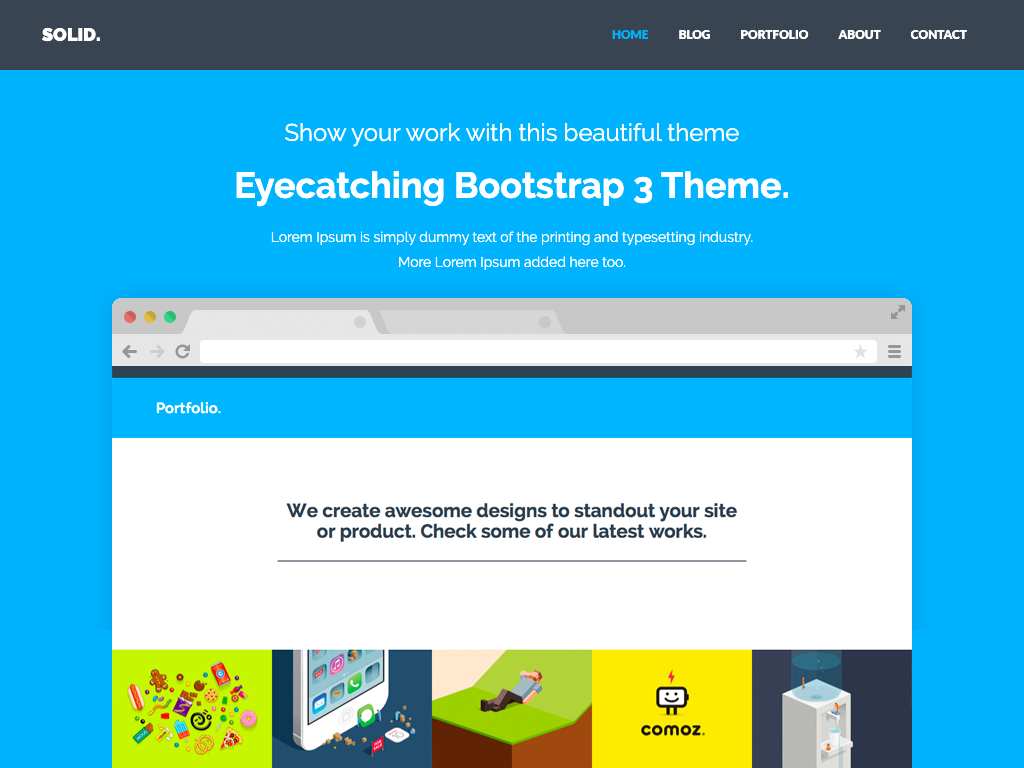 SOLID.
HOME BLOG PORTFOLIO ABOUT CONTACT
Show your work with this beautiful theme
Eyecatching Bootstrap 3 Theme.
Lorem Ipsum is simply dummy text of the printing and typesetting industry.
More Lorem Ipsum added here too.
Portfolio.
We create awesome designs to standout your site
or product. Check some of our latest works.
comoz.